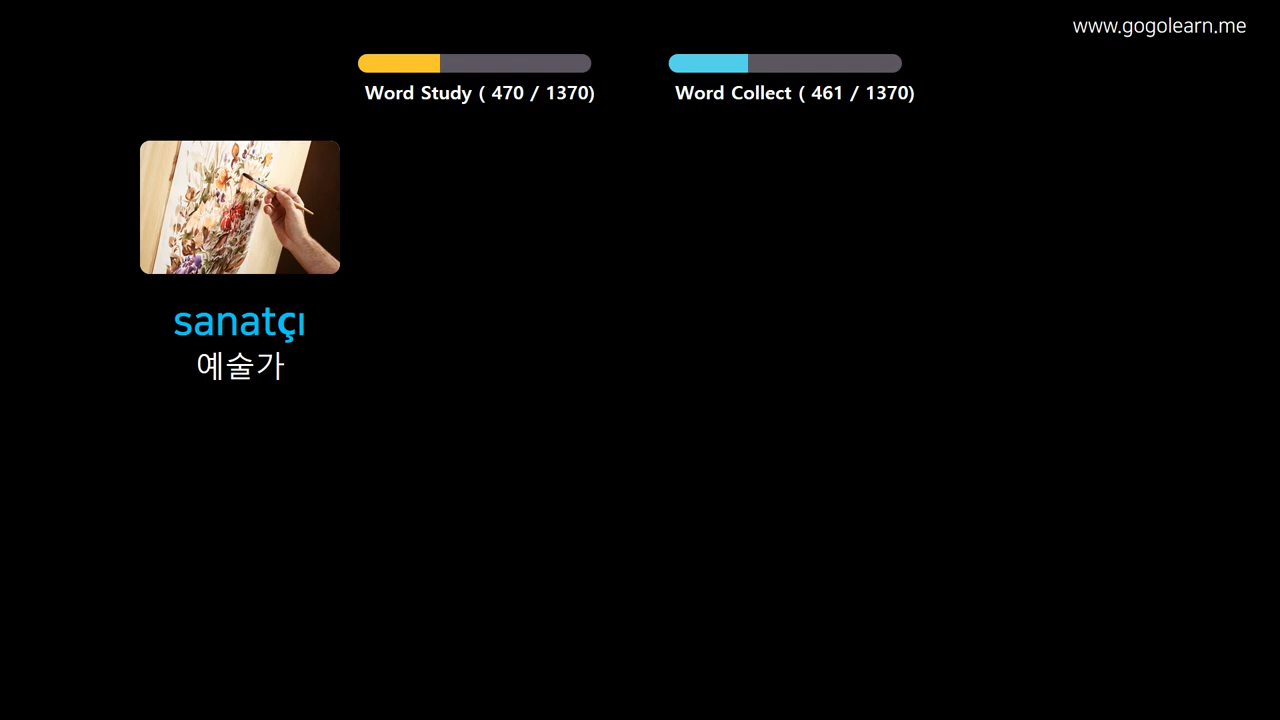 www.gogolearn.me
Word Study ( 470 / 1370)
Word Collect ( 461 / 1370)
sanatçı
예술가